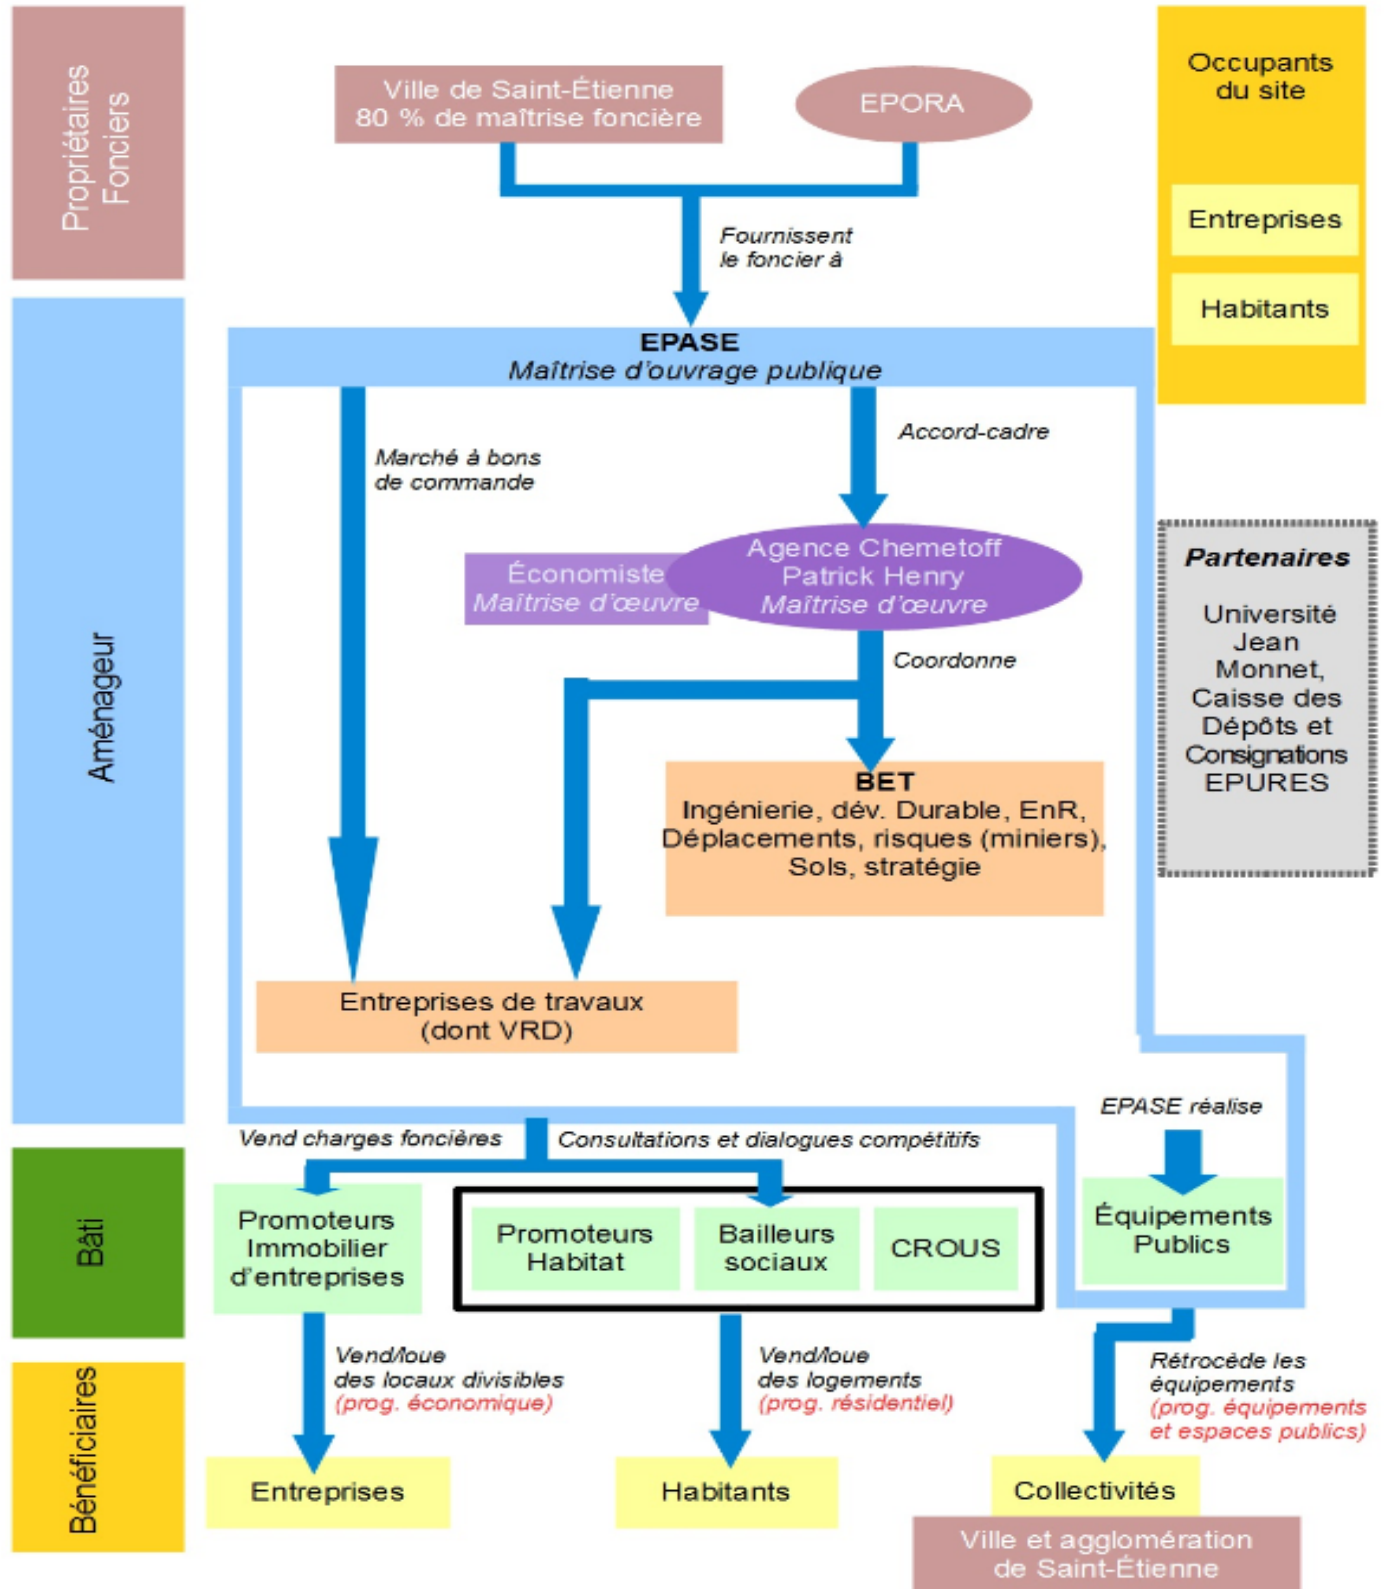 Propriétaires
Fonciers
Ville de Saint-Étienne
80 % de maîtrise foncière
EPORA
Occupants
du site
Entreprises
Habitants
Fournissent
le foncier à
Aménageur
EPASE
Maîtrise d'ouvrage publique
Marché à bons
de commande
Accord-cadre
Économiste
Maîtrise d'œuvre
Agence Chemetoff
Patrick Henry
Maîtrise d'œuvre
Coordonne
Partenaires
Université
Jean
Monnet,
Caisse des
Dépôts et
Consignations
EPURES
BET
Ingénierie, dév. Durable, EnR,
Déplacements, risques (miniers),
Sols, stratégie
Entreprises de travaux
(dont VRD)
EPASE réalise
Vend charges foncières
Consultations et dialogues compétitifs
Bâti
Promoteurs
Immobilier
d'entreprises
Promoteurs
Habitat
Bailleurs
sociaux
CROUS
Équipements
Publics
Bénéficiaires
Vend/loue
des locaux divisibles
(prog. économique)
Vend/loue
des logements
(prog. résidentiel)
Rétrocède les
équipements
(prog. équipements
et espaces publics)
Entreprises
Habitants
Collectivités
Ville et agglomération
de Saint-Étienne